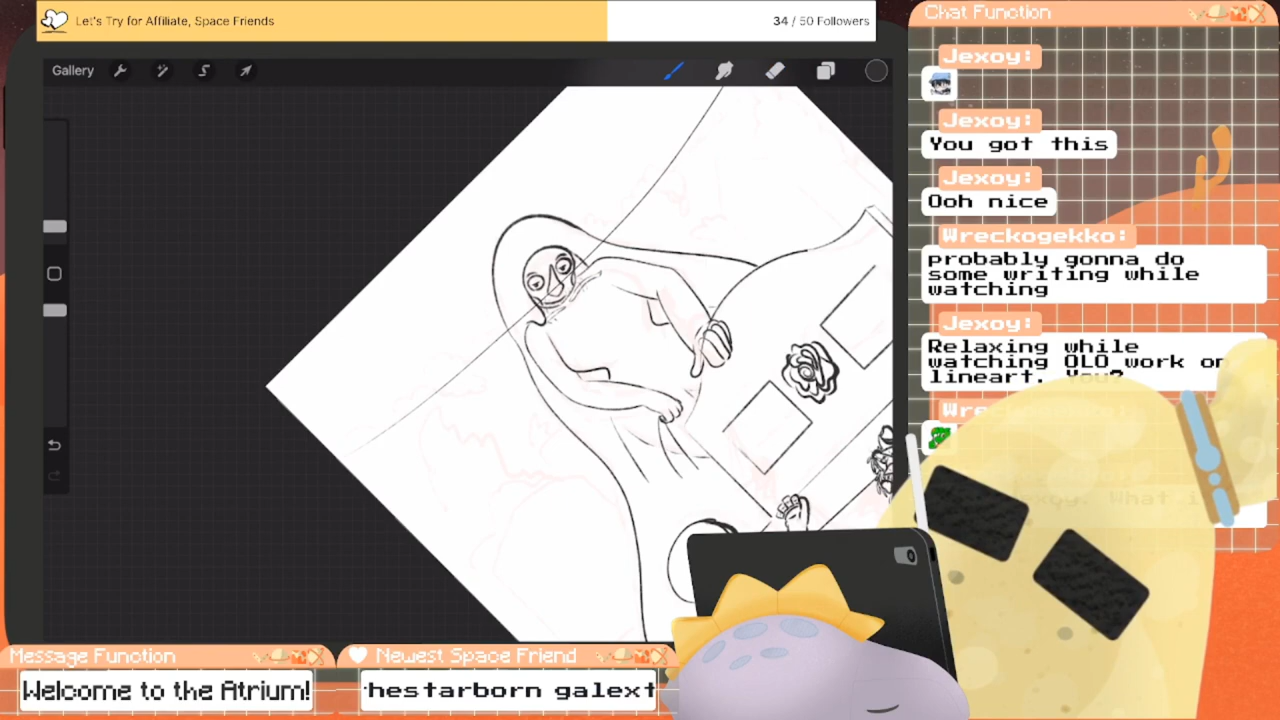 Let's Try for Affiliate, Space Friends
34 / 50 Followers
Gallery
Chat Function
Jexoy:
Jexoy:
You got this
Jexoy:
Ooh nice
Wreckogekko:
probably gonna do
some writing while
watching
Jexoy:
Relaxing while
watching OLO work on
lineart. You?
Message Function
Welcome to the Atrium!
Newest Space Friend
hestarborn galext